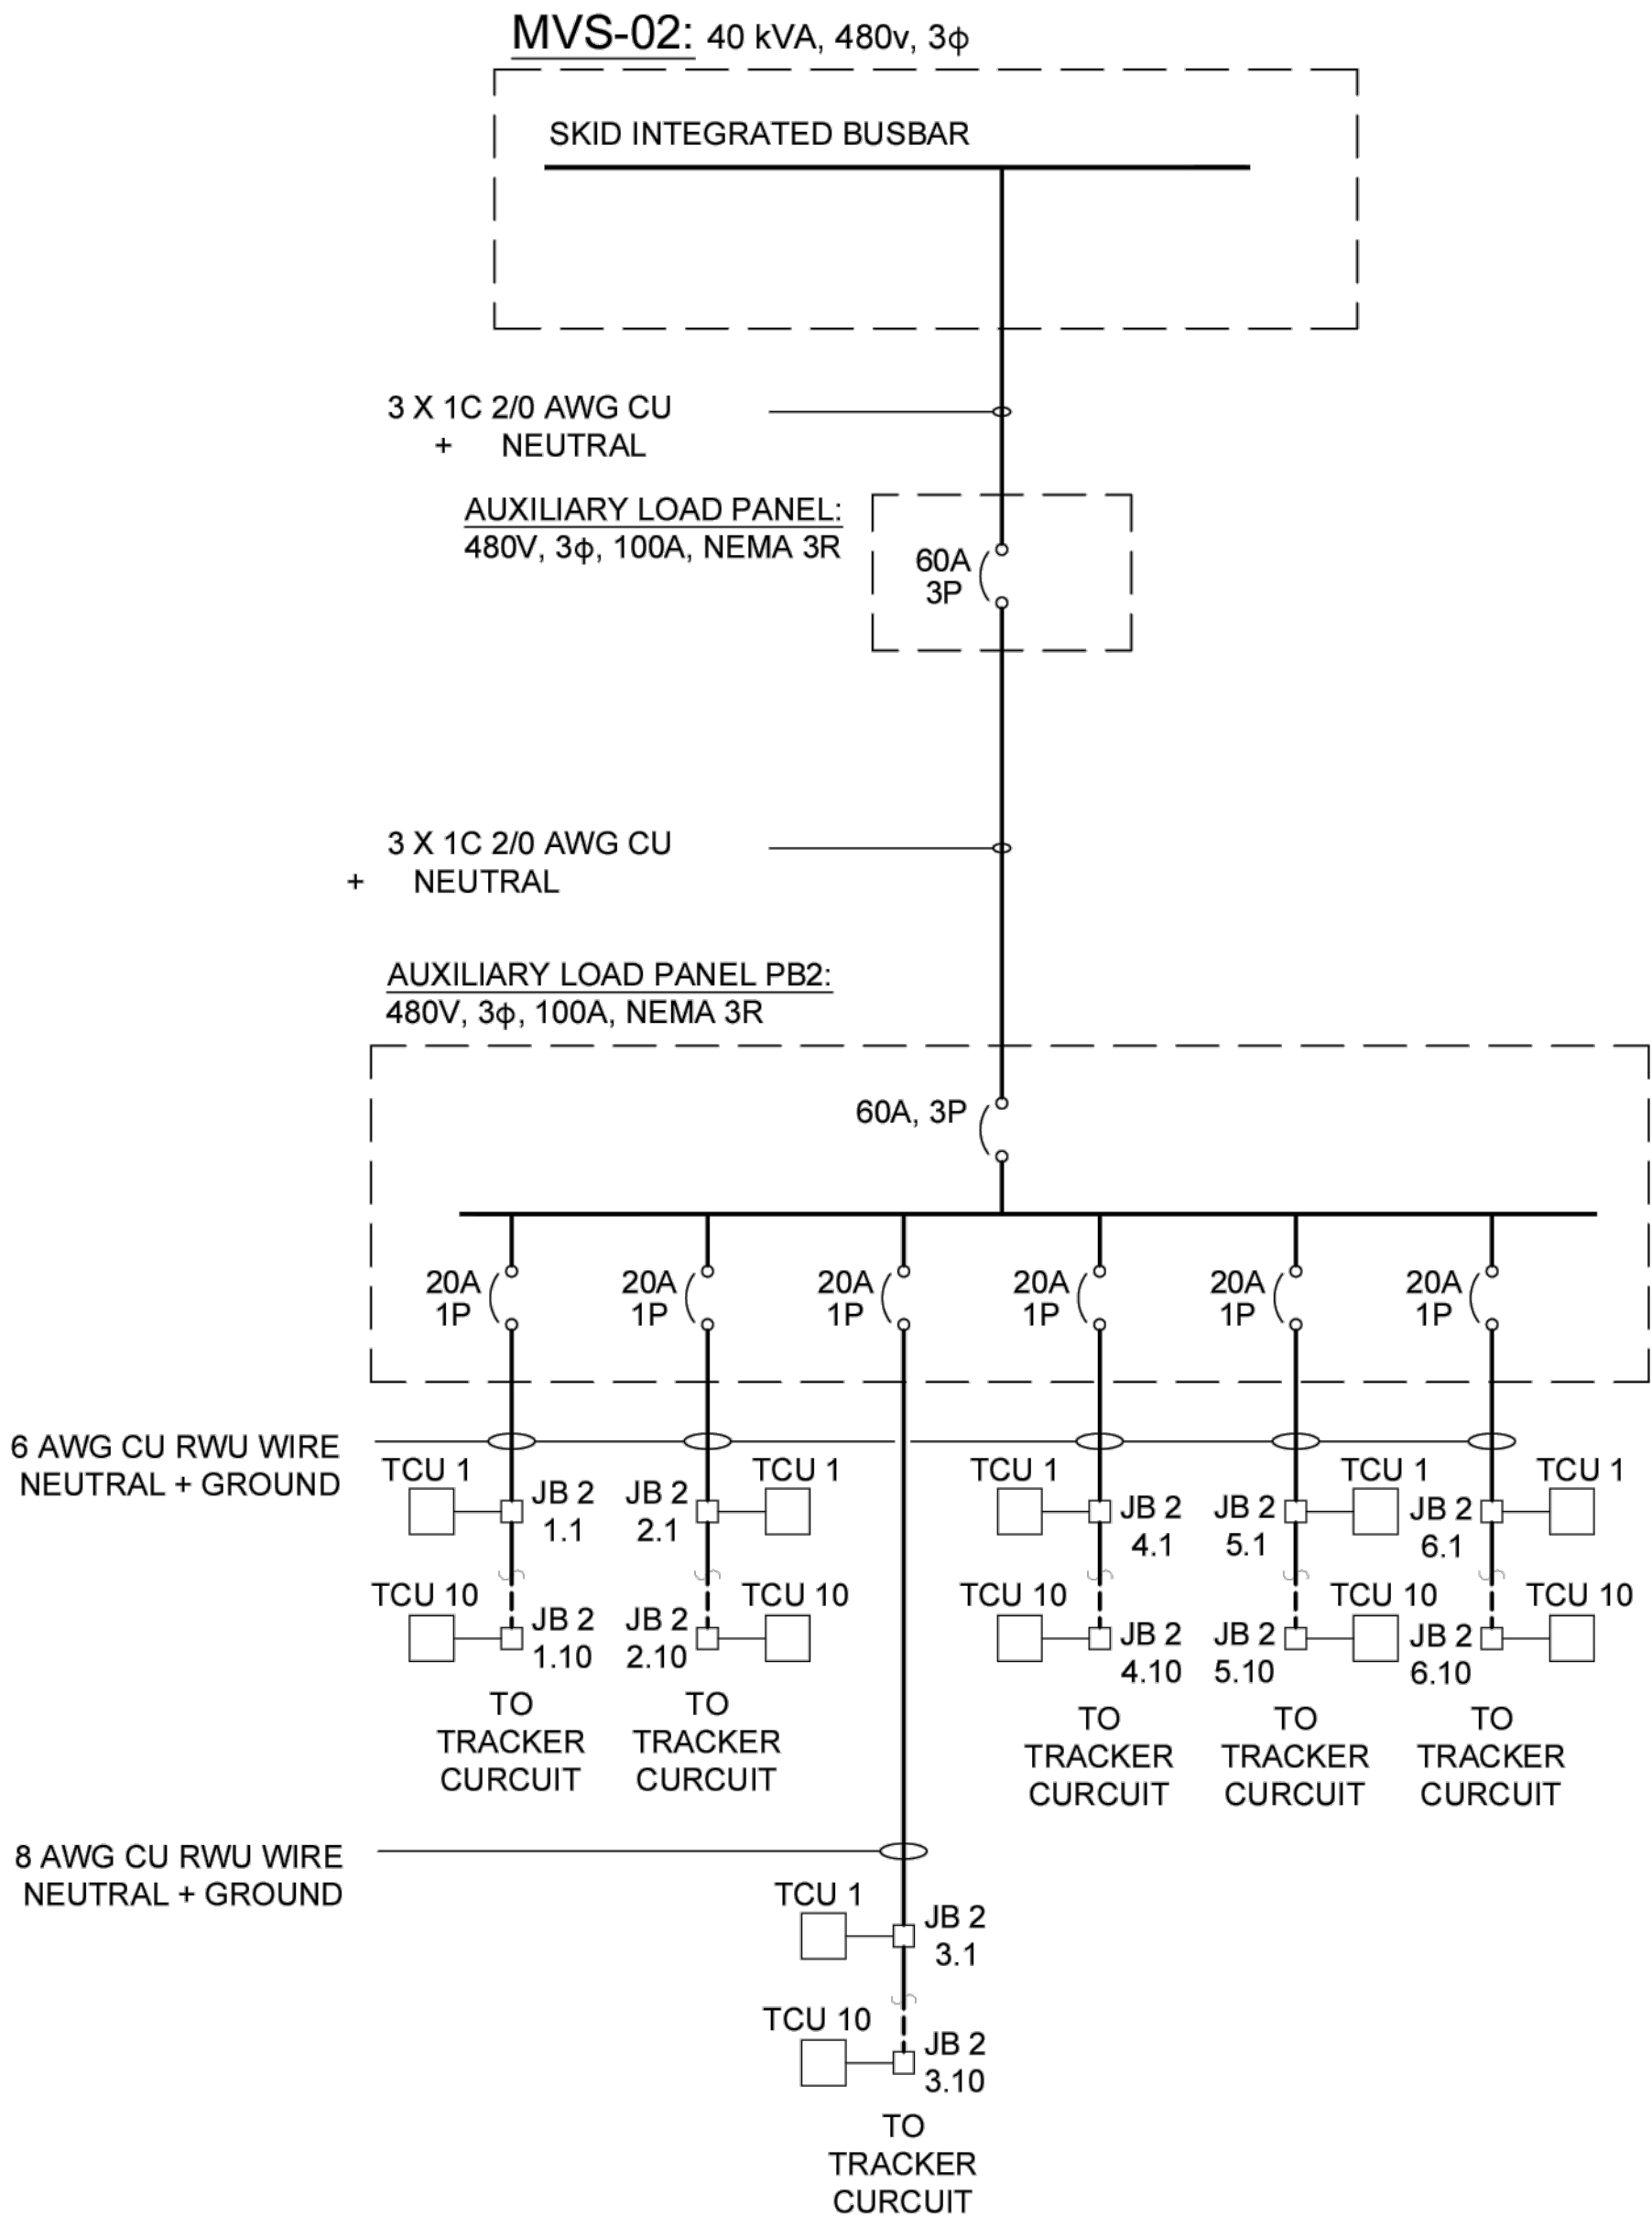 MVS-02: 40 kVA, 480v, 3ϕ
SKID INTEGRATED BUSBAR
3 X 1C 2/0 AWG CU
+ NEUTRAL
AUXILIARY LOAD PANEL:
480V, 3ϕ, 100A, NEMA 3R
60A
3P
3 X 1C 2/0 AWG CU
+ NEUTRAL
AUXILIARY LOAD PANEL PB2:
480V, 3ϕ, 100A, NEMA 3R
60A, 3P
20A
1P
20A
1P
20A
1P
20A
1P
20A
1P
20A
1P
6 AWG CU RWU WIRE
NEUTRAL + GROUND
TCU 1
JB 2
1.1
TCU 10
JB 2
1.10
TO
TRACKER
CURCUIT
TCU 1
JB 2
2.1
TCU 10
JB 2
2.10
TO
TRACKER
CURCUIT
TCU 1
JB 2
4.1
TCU 10
JB 2
4.10
TO
TRACKER
CURCUIT
TCU 1
JB 2
5.1
TCU 10
JB 2
5.10
TO
TRACKER
CURCUIT
TCU 1
JB 2
6.1
TCU 10
JB 2
6.10
TO
TRACKER
CURCUIT
8 AWG CU RWU WIRE
NEUTRAL + GROUND
TCU 1
JB 2
3.1
TCU 10
JB 2
3.10
TO
TRACKER
CURCUIT